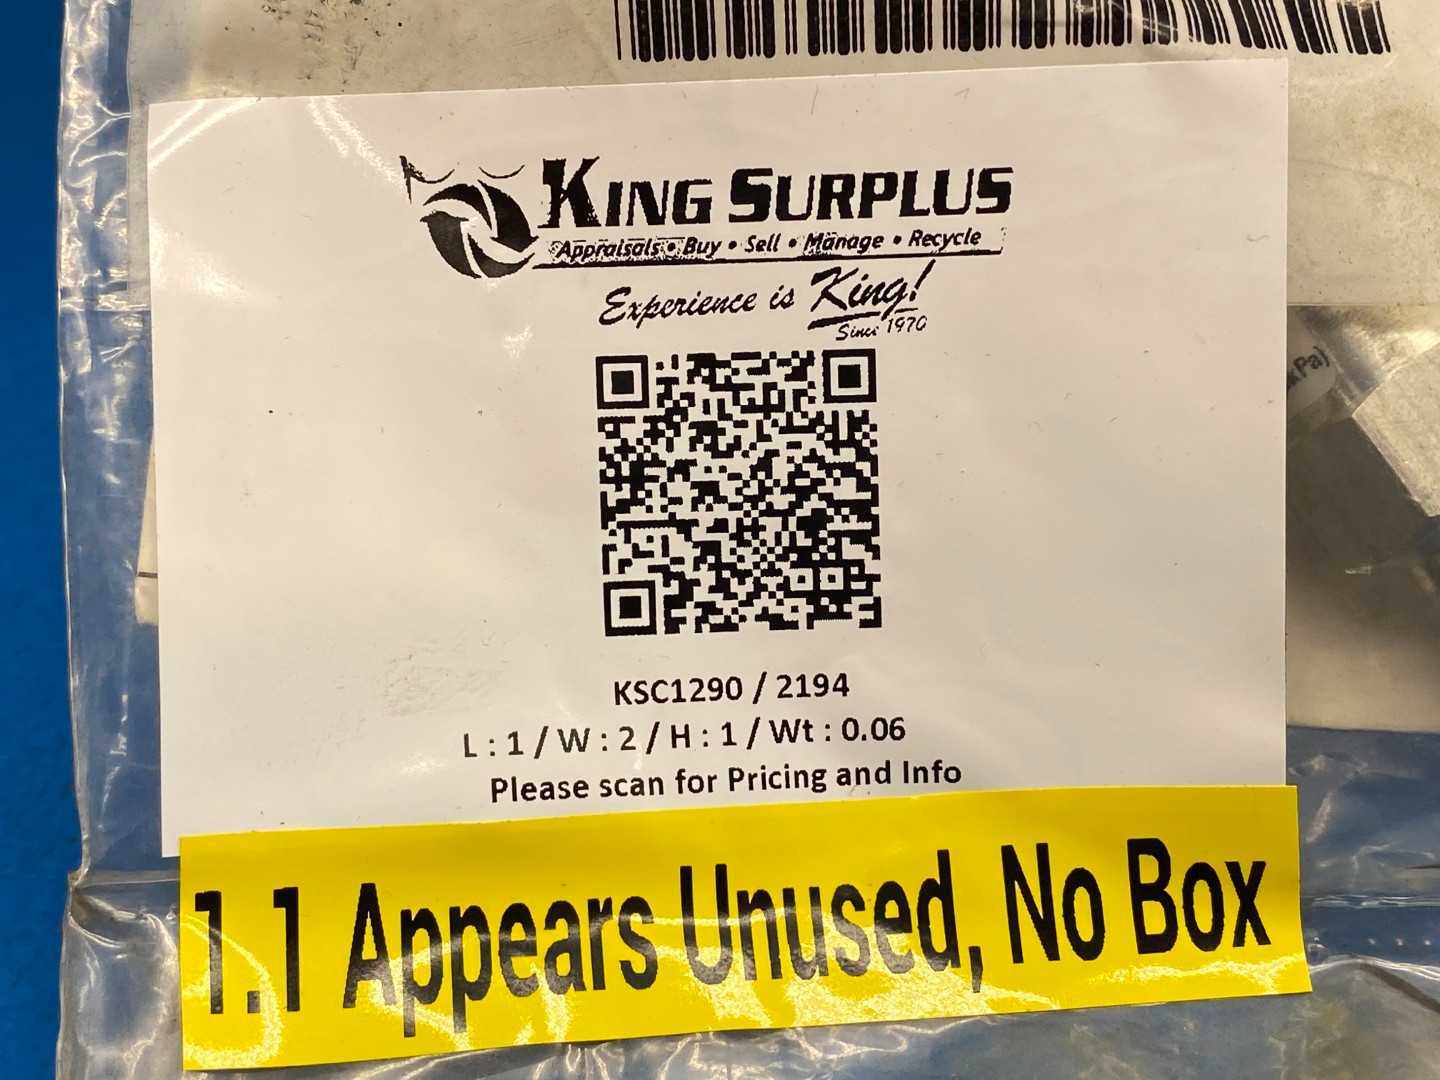 KING SURPLUS
Appraisals • Buy • Sell • Manage • Recycle
Experience is King!
Since 1970
kPa)
KSC1290 / 2194
L : 1 / W : 2 / H : 1 / Wt : 0.06
Please scan for Pricing and Info
1.1 Appears Unused, No Box